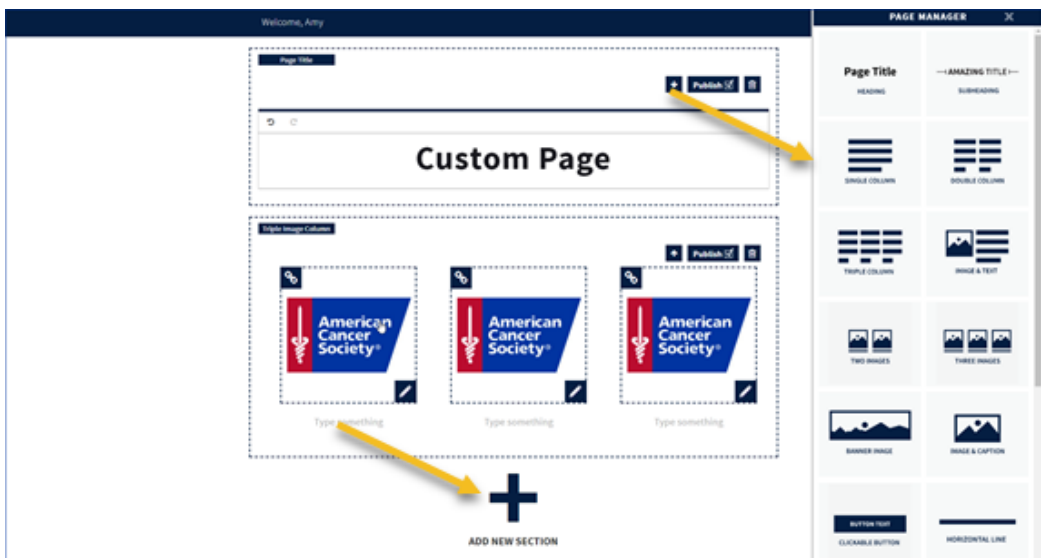 Welcome, Amy
PAGE MANAGER X
Page Title
Publish
Custom Page
Triple Image Column
Publish
American
Cancer
Society®
American
Cancer
Society®
American
Cancer
Society®
Type something
Type something
Type something
ADD NEW SECTION
Page Title
HEADING
AMAZING TITLE
SUBHEADING
SINGLE COLUMN
DOUBLE COLUMN
TRIPLE COLUMN
IMAGE & TEXT
TWO IMAGES
THREE IMAGES
BANNER IMAGE
IMAGE & CAPTION
BUTTON TEXT
CLICKABLE BUTTON
HORIZONTAL LINE